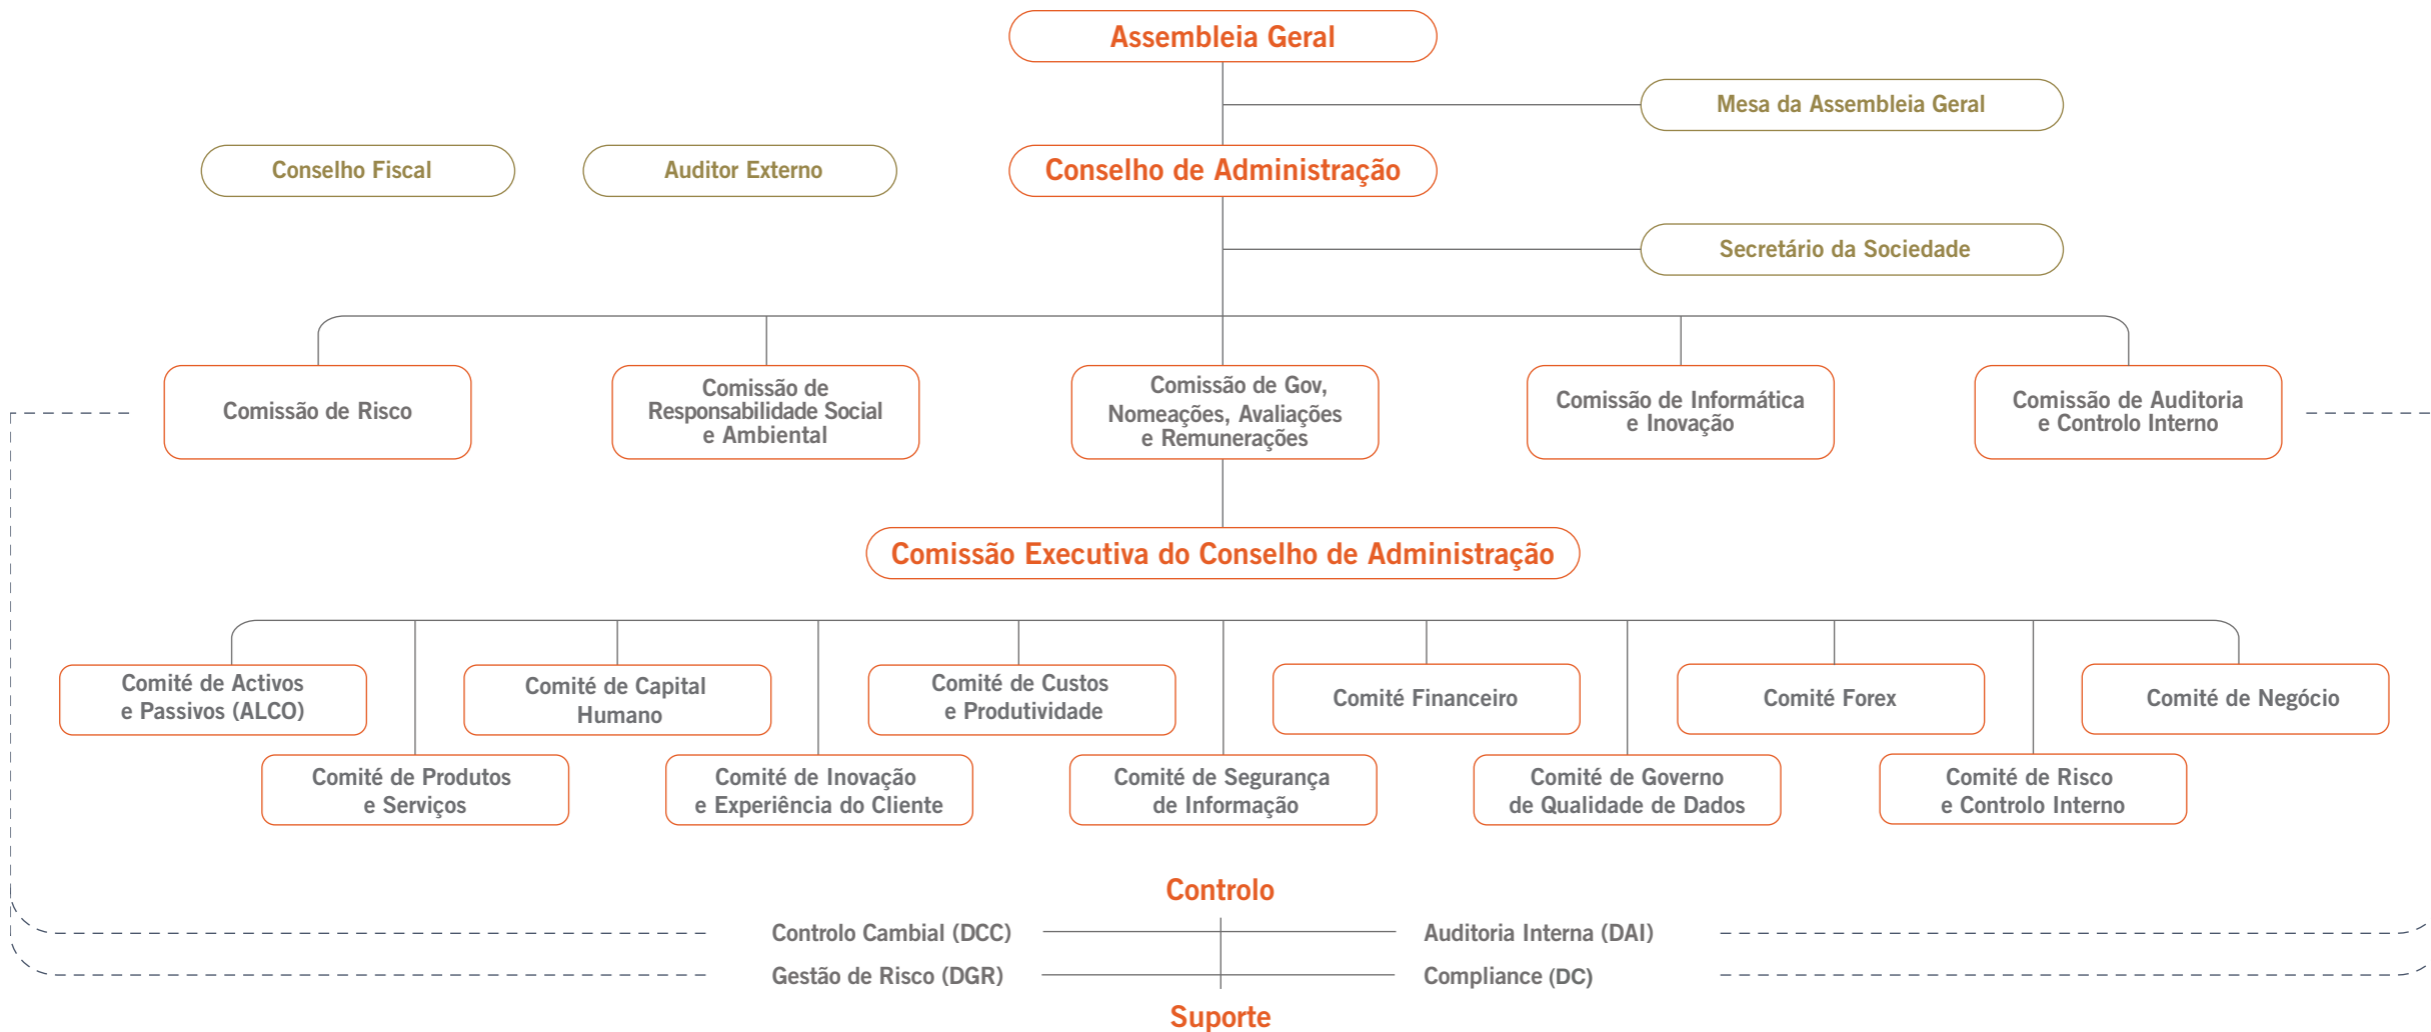 Assembleia Geral
Mesa da Assembleia Geral
Conselho Fiscal
Auditor Externo
Conselho de Administração
Secretário da Sociedade
Comissão de Risco
Comissão de
Responsabilidade Social
e Ambiental
Comissão de Gov,
Nomeações, Avaliações
e Remunerações
Comissão de Informática
e Inovação
Comissão de Auditoria
e Controlo Interno
Comissão Executiva do Conselho de Administração
Comité de Activos
e Passivos (ALCO)
Comité de Capital
Humano
Comité de Custos
e Produtividade
Comité Financeiro
Comité Forex
Comité de Negócio
Comité de Produtos
e Serviços
Comité de Inovação
e Experiência do Cliente
Comité de Segurança
de Informação
Comité de Governo
de Qualidade de Dados
Comité de Risco
e Controlo Interno
Controlo
Controlo Cambial (DCC)
Auditoria Interna (DAI)
Gestão de Risco (DGR)
Compliance (DC)
Suporte